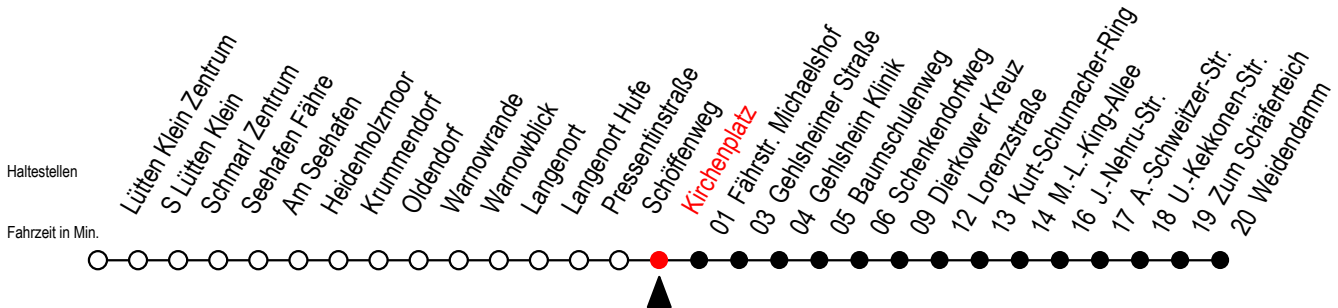 Haltestellen
Fahrzeit in Min.
Lütten Klein Zentrum
S Lütten Klein
Schmarl Zentrum
Seehafen Fähre
Am Seehafen
Heidenholzmoor
Krummendorf
Oldendorf
Warnowrande
Warnowblick
Langenort
Langenort Hufe
Pressentinstraße
Schöffenweg
Kirchenplatz
01 Fährstr. Michaelshof
03 Gehlsheimer Straße
04 Gehlsheim Klinik
05 Baumschulenweg
06 Schenkendorfweg
09 Dierkower Kreuz
12 Lorenzstraße
13 Kurt-Schumacher-Ring
14 M.-L.-King-Allee
16 J.-Nehru-Str.
17 A.-Schweitzer-Str.
18 U.-Kekkonen-Str.
19 Zum Schäferteich
20 Weidendamm